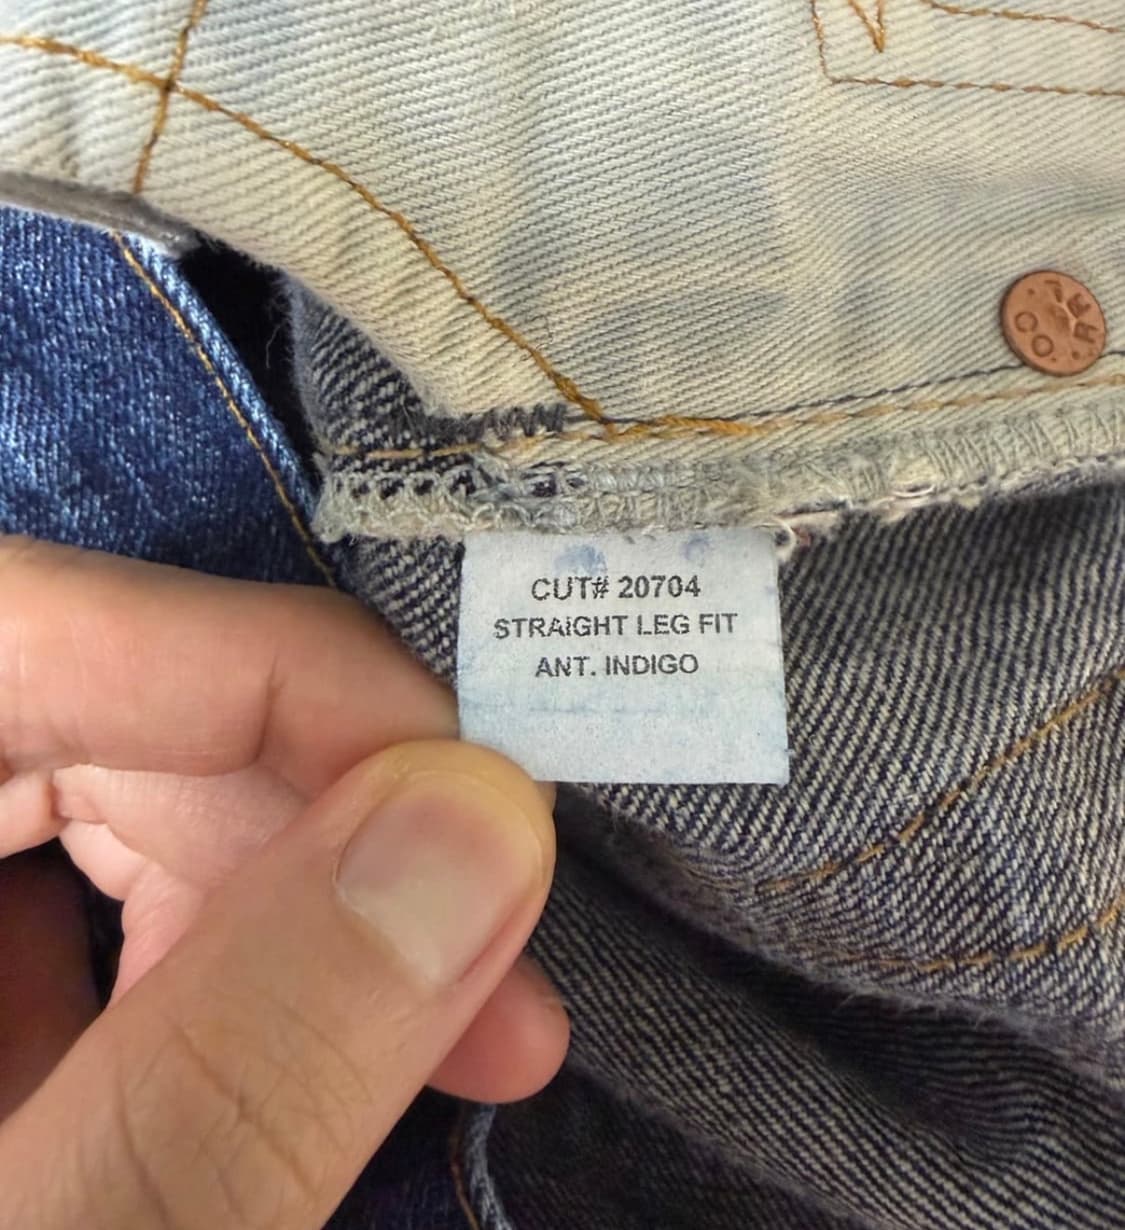 CUT# 20704
STRAIGHT LEG FIT
ANT. INDIGO